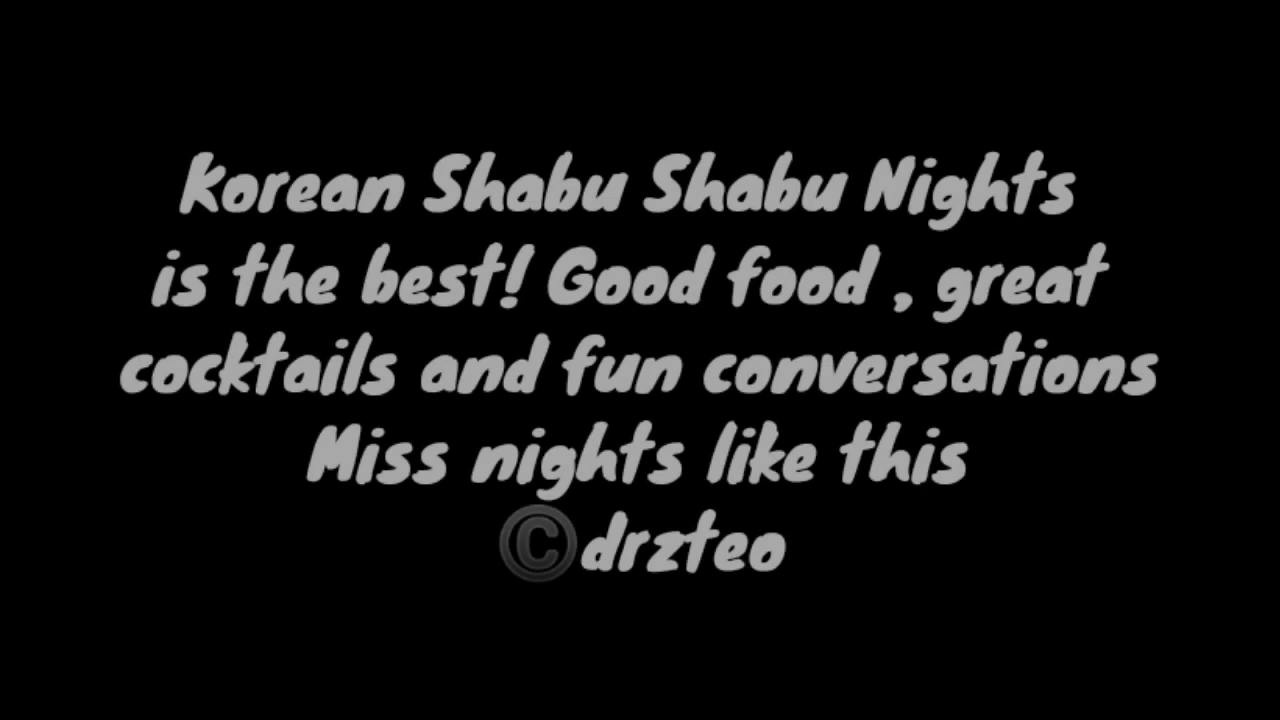 Korean Shabu Shabu Nights
is the best! Good food , great
cocktails and fun conversations
Miss nights like this
©drzteo